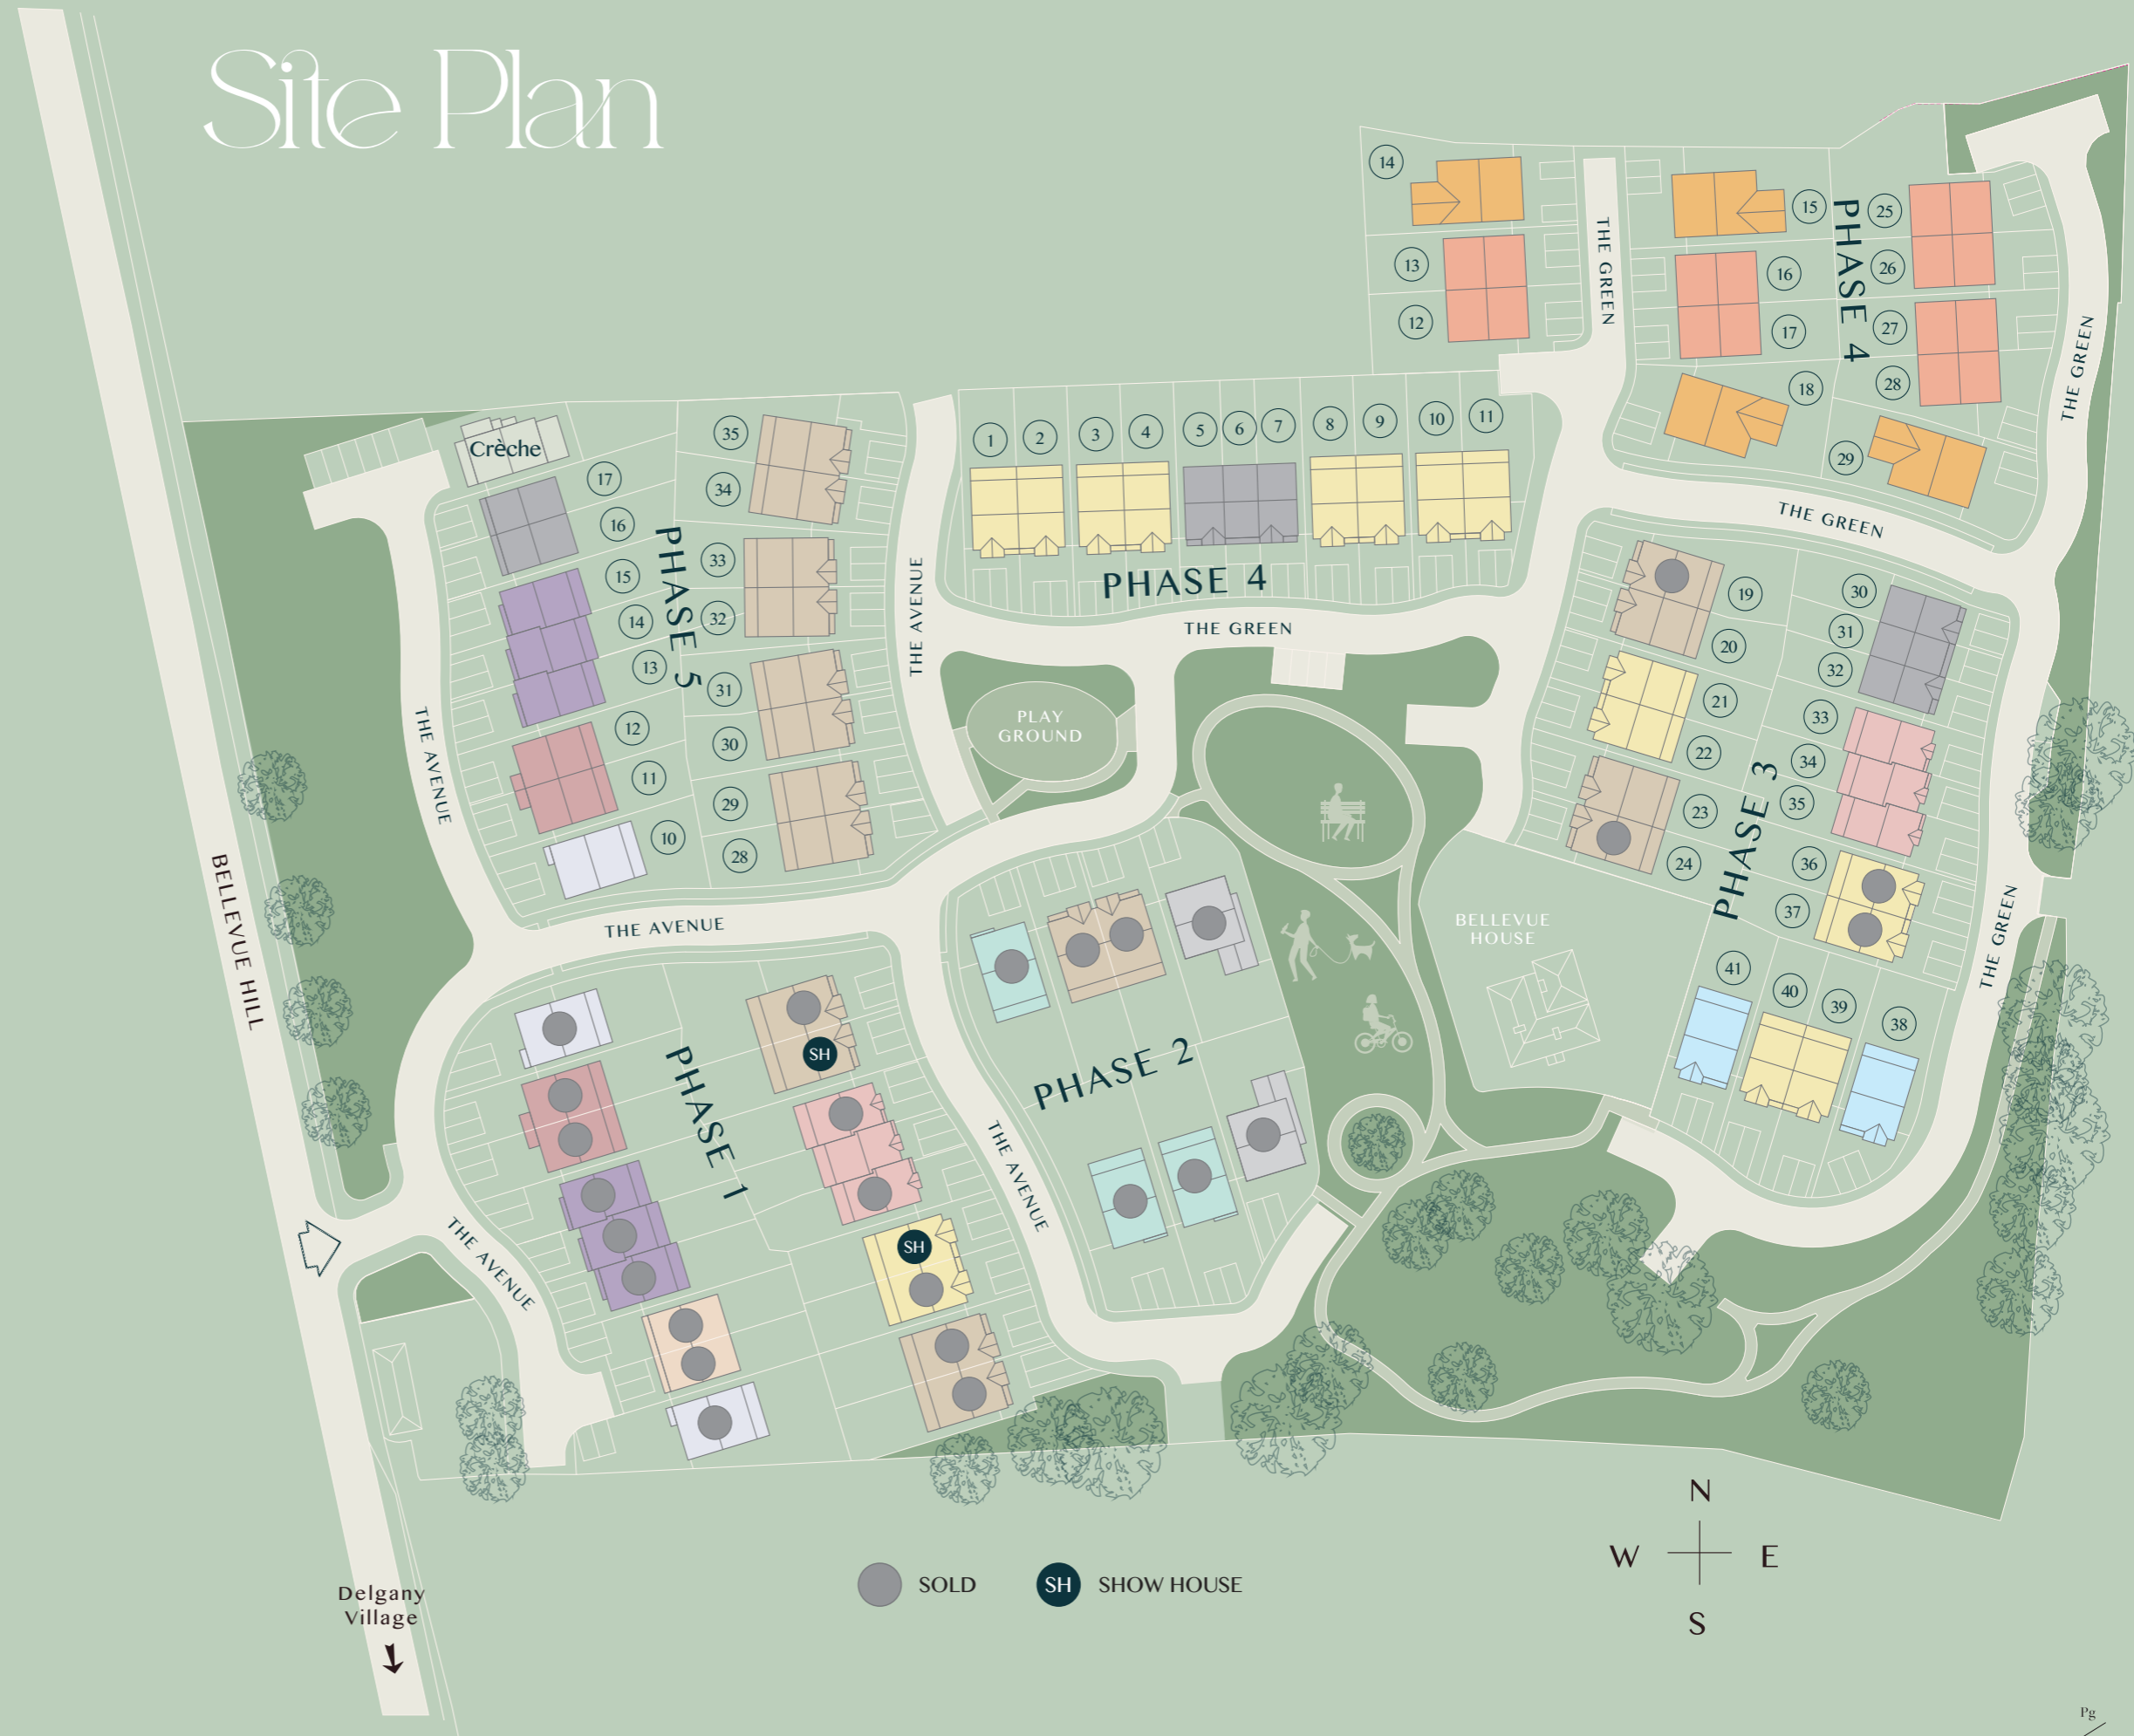 Site Plan
14
13
12
THE GREEN
15
16
17
18
PHASE 4
25
26
27
28
29
THE GREEN
THE GREEN
Crèche
17
16
15
14
13
12
11
10
PHASE 5
35
34
33
32
31
30
29
28
THE AVENUE
THE AVENUE
THE AVENUE
1
2
3
4
5
6
7
8
9
10
11
PHASE 4
THE GREEN
PLAY
GROUND
19
20
21
22
23
24
PHASE 3
30
31
32
33
34
35
36
37
38
39
40
41
THE GREEN
BELLEVUE
HOUSE
BELLEVUE HILL
PHASE 1
SH
SH
PHASE 2
THE AVENUE
THE AVENUE
SOLD
SH
SHOW HOUSE
N
W
E
S
Delgany
Village
Pg